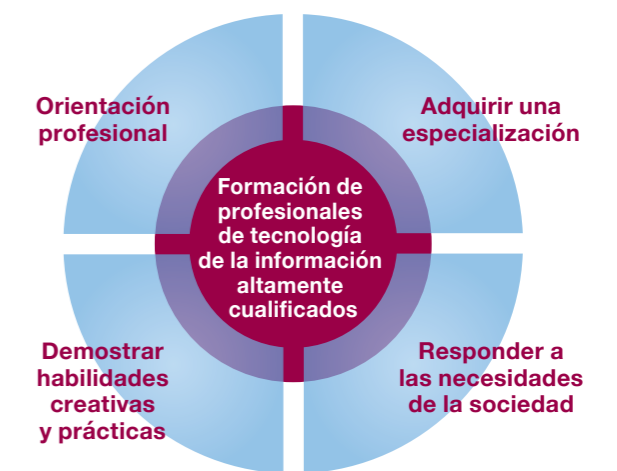 Orientación
profesional
Adquirir una
especialización
Formación de
profesionales
de tecnología
de la información
altamente
cualificados
Demostrar
habilidades
creativas
y prácticas
Responder a
las necesidades
de la sociedad